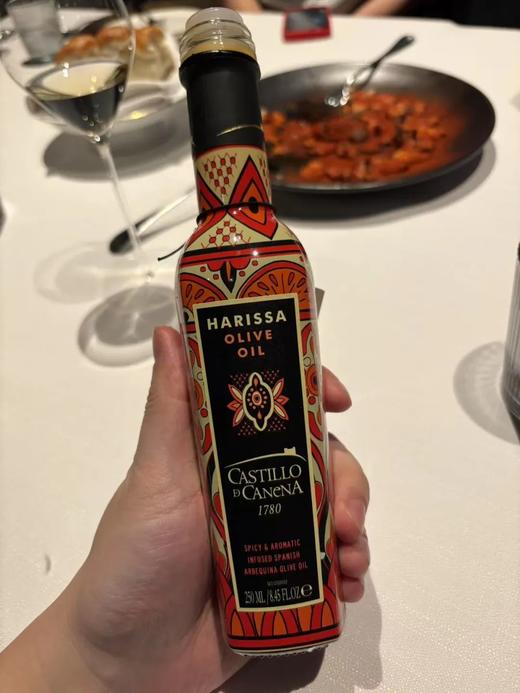 HARISSA
OLIVE
OIL
CASTILLO
D CANENA
1780
SPICY & AROMATIC
INFUSED SPANISH
ARBEQUINA OLIVE OIL
250 ML / 8.45 FL.OZ ℮